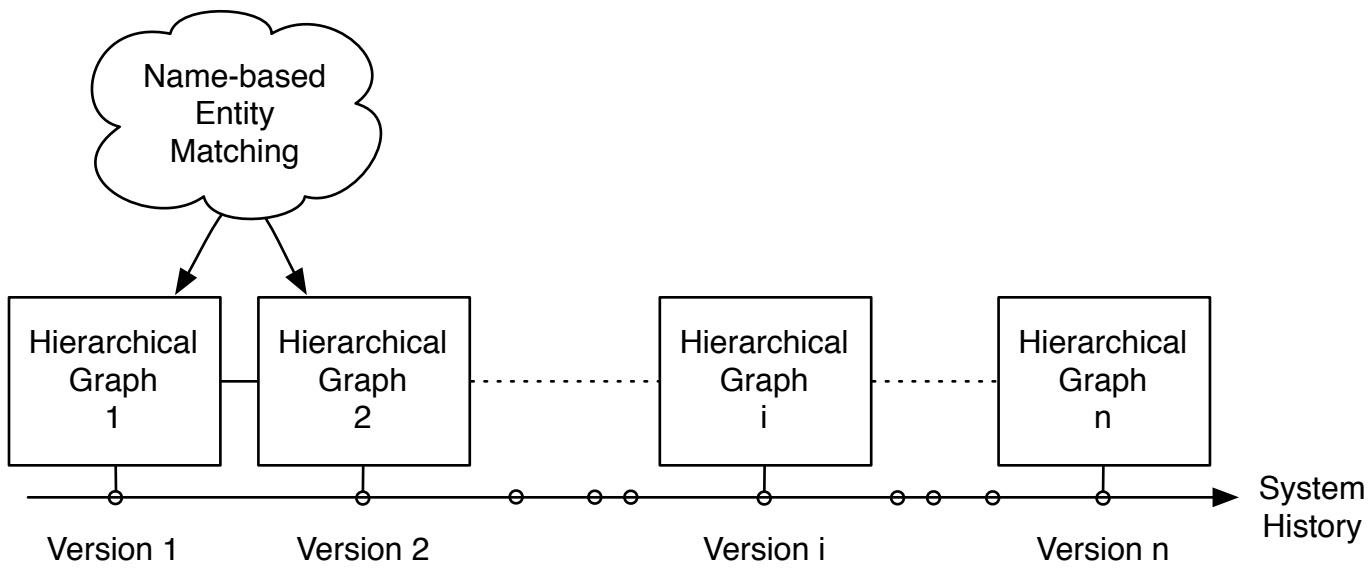 Name-based
Entity
Matching
Hierarchical
Graph
1
Hierarchical
Graph
2
Hierarchical
Graph
i
Hierarchical
Graph
n
System
History
Version 1
Version 2
Version i
Version n